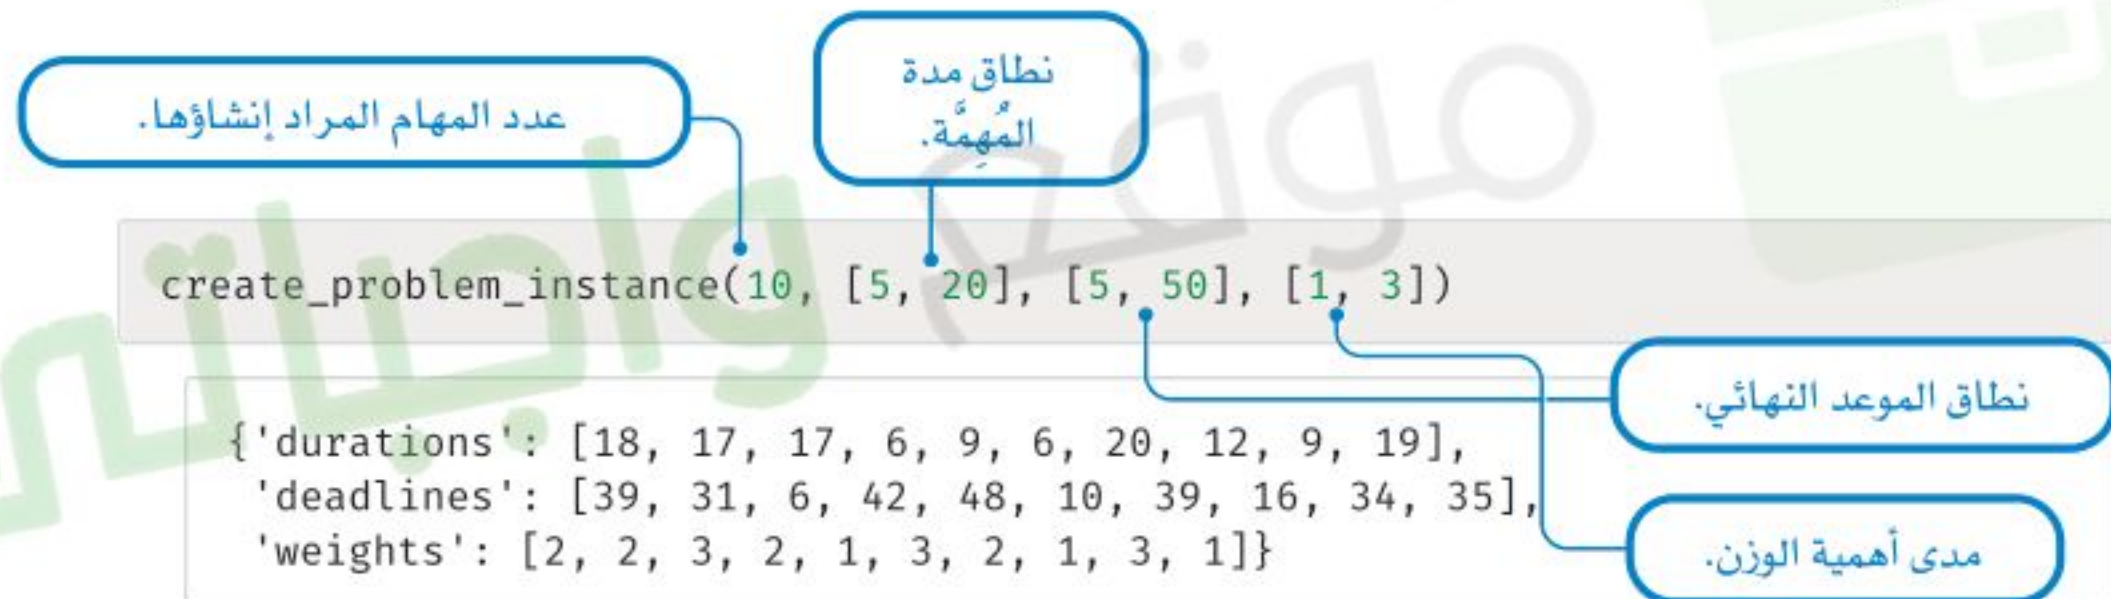 نطاق مدة
المُهِمَّة.
عدد المهام المراد إنشاؤها.
create_problem_instance(10, [5, 20], [5, 50], [1, 3])
نطاق الموعد النهائي.
{'durations': [18, 17, 17, 6, 9, 6, 20, 12, 9, 19],
'deadlines': [39, 31, 6, 42, 48, 10, 39, 16, 34, 35],
'weights': [2, 2, 3, 2, 1, 3, 2, 1, 3, 1]}
مدى أهمية الوزن.
موقع
واجباتي